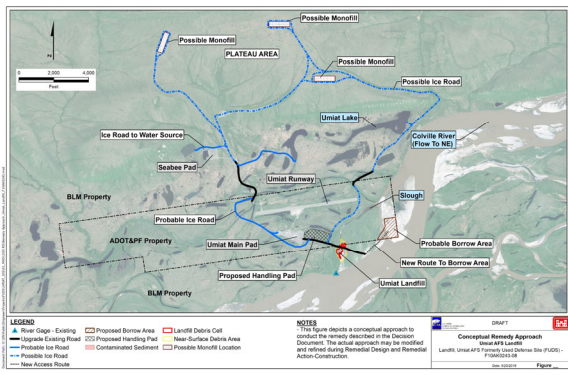 Possible Monofill
Possible Monofill
PLATEAU AREA
Possible Monofill
Possible Ice Road
0 2,000 4,000
Feet
Umiat Lake
Colville River
(Flow To NE)
Ice Road to Water Source
Seabee Pad
Umiat Runway
BLM Property
Slough
Probable Ice Road
ADOT&PF Property
Umiat Main Pad
Probable Borrow Area
Proposed Handling Pad
New Route To Borrow Area
Umiat Landfill
BLM Property
LEGEND
River Gage - Existing
Upgrade Existing Road
Probable Ice Road
Possible Ice Road
New Access Route
Proposed Borrow Area
Proposed Handling Pad
Contaminated Sediment
Landfill Debris Cell
Near-Surface Debris Area
Possible Monofill Location
NOTES
- This figure depicts a conceptual approach to
conduct the remedy described in the Decision
Document. The actual approach may be modified
and refined during Remedial Design and Remedial
Action-Construction.
DRAFT
Conceptual Remedy Approach
Umiat AFS Landfill
Landfill, Umiat AFS Formerly Used Defense Site (FUDS) -
F10AK0243-08
Figure __